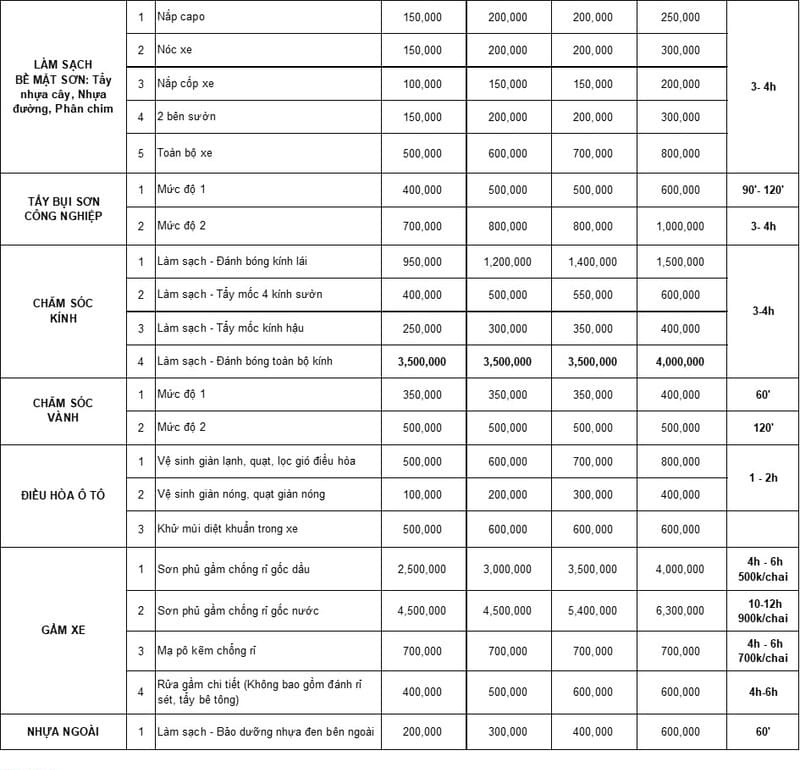 LÀM SẠCH
BỀ MẶT SƠN: Tẩy
nhựa cây, Nhựa
đường, Phân chim
1 Nắp capo 150,000 200,000 200,000 250,000
2 Nóc xe 150,000 200,000 200,000 300,000
3 Nắp cốp xe 100,000 150,000 150,000 200,000
3- 4h
4 2 bên sườn 150,000 200,000 200,000 300,000
5 Toàn bộ xe 500,000 600,000 700,000 800,000
TẨY BỤI SƠN
CÔNG NGHIỆP
1 Mức độ 1 400,000 500,000 500,000 600,000 90'- 120'
2 Mức độ 2 700,000 800,000 800,000 1,000,000 3- 4h
CHĂM SÓC
KÍNH
1 Làm sạch - Đánh bóng kính lái 950,000 1,200,000 1,400,000 1,500,000
2 Làm sạch - Tẩy mốc 4 kính sườn 400,000 500,000 550,000 600,000
3-4h
3 Làm sạch - Tẩy mốc kính hậu 250,000 300,000 350,000 400,000
4 Làm sạch - Đánh bóng toàn bộ kính 3,500,000 3,500,000 3,500,000 4,000,000
CHĂM SÓC
VÀNH
1 Mức độ 1 350,000 350,000 350,000 400,000 60'
2 Mức độ 2 500,000 500,000 500,000 500,000 120'
ĐIỀU HÒA Ô TÔ
1 Vệ sinh giàn lạnh, quạt, lọc gió điều hòa 500,000 600,000 700,000 800,000
1 - 2h
2 Vệ sinh giàn nóng, quạt giàn nóng 100,000 200,000 300,000 400,000
3 Khử mùi diệt khuẩn trong xe 500,000 600,000 600,000 600,000
GẦM XE
1 Sơn phủ gầm chống rỉ gốc dầu 2,500,000 3,000,000 3,500,000 4,000,000 4h - 6h
500k/chai
2 Sơn phủ gầm chống rỉ gốc nước 4,500,000 4,500,000 5,400,000 6,300,000 10-12h
900k/chai
3 Mạ pô kẽm chống rỉ 700,000 700,000 700,000 700,000 4h - 6h
700k/chai
4 Rửa gầm chi tiết (Không bao gồm đánh rỉ
sét, tẩy bê tông) 400,000 500,000 600,000 600,000 4h-6h
NHỰA NGOÀI
1 Làm sạch - Bảo dưỡng nhựa đen bên ngoài 200,000 300,000 400,000 600,000 60'